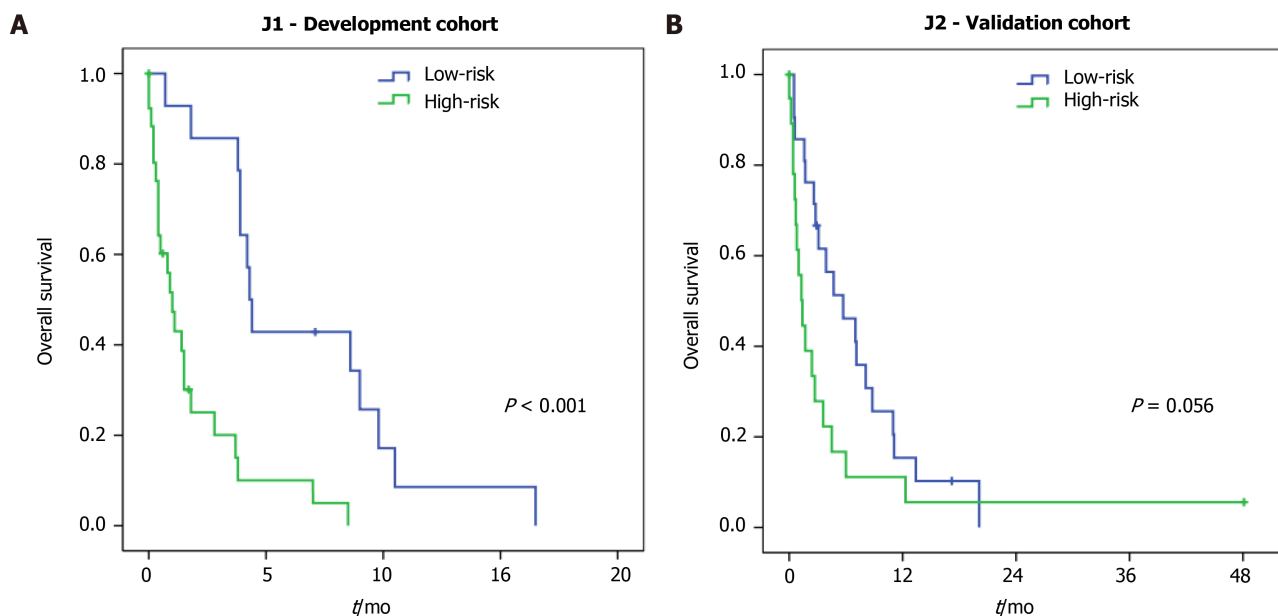 A
J1 - Development cohort
Low-risk
High-risk
1.0
0.8
0.6
0.4
0.2
0.0
Overall survival
P < 0.001
0 5 10 16 20
t/mo
B
J2 - Validation cohort
Low-risk
High-risk
1.0
0.8
0.6
0.4
0.2
0.0
Overall survival
P = 0.056
0 12 24 36 48
t/mo